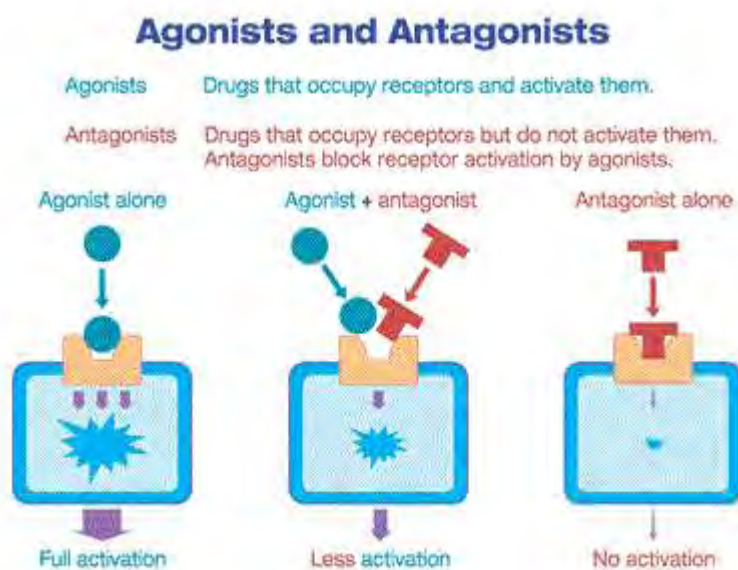 Agonists and Antagonists
Agonists Drugs that occupy receptors and activate them.
Antagonists Drugs that occupy receptors but do not activate them.
Antagonists block receptor activation by agonists.
Agonist alone
Agonist + antagonist
Antagonist alone
Full activation
Less activation
No activation